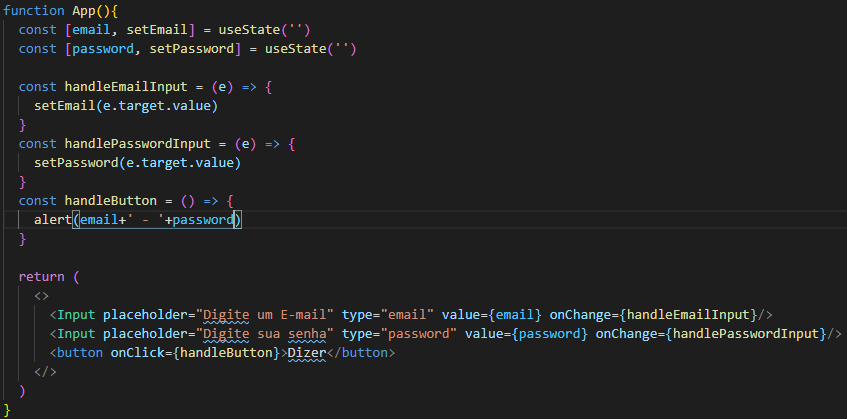 function App(){
const [email, setEmail] = useState('')
const [password, setPassword] = useState('')
const handleEmailInput = (e) => {
setEmail(e.target.value)
}
const handlePasswordInput = (e) => {
setPassword(e.target.value)
}
const handleButton = () => {
alert(email+' - '+password)
}
return (
<>
<Input placeholder="Digite um E-mail" type="email" value={email} onChange={handleEmailInput}/>
<Input placeholder="Digite sua senha" type="password" value={password} onChange={handlePasswordInput}/>
<button onClick={handleButton}>Dizer</button>
</>
)
}